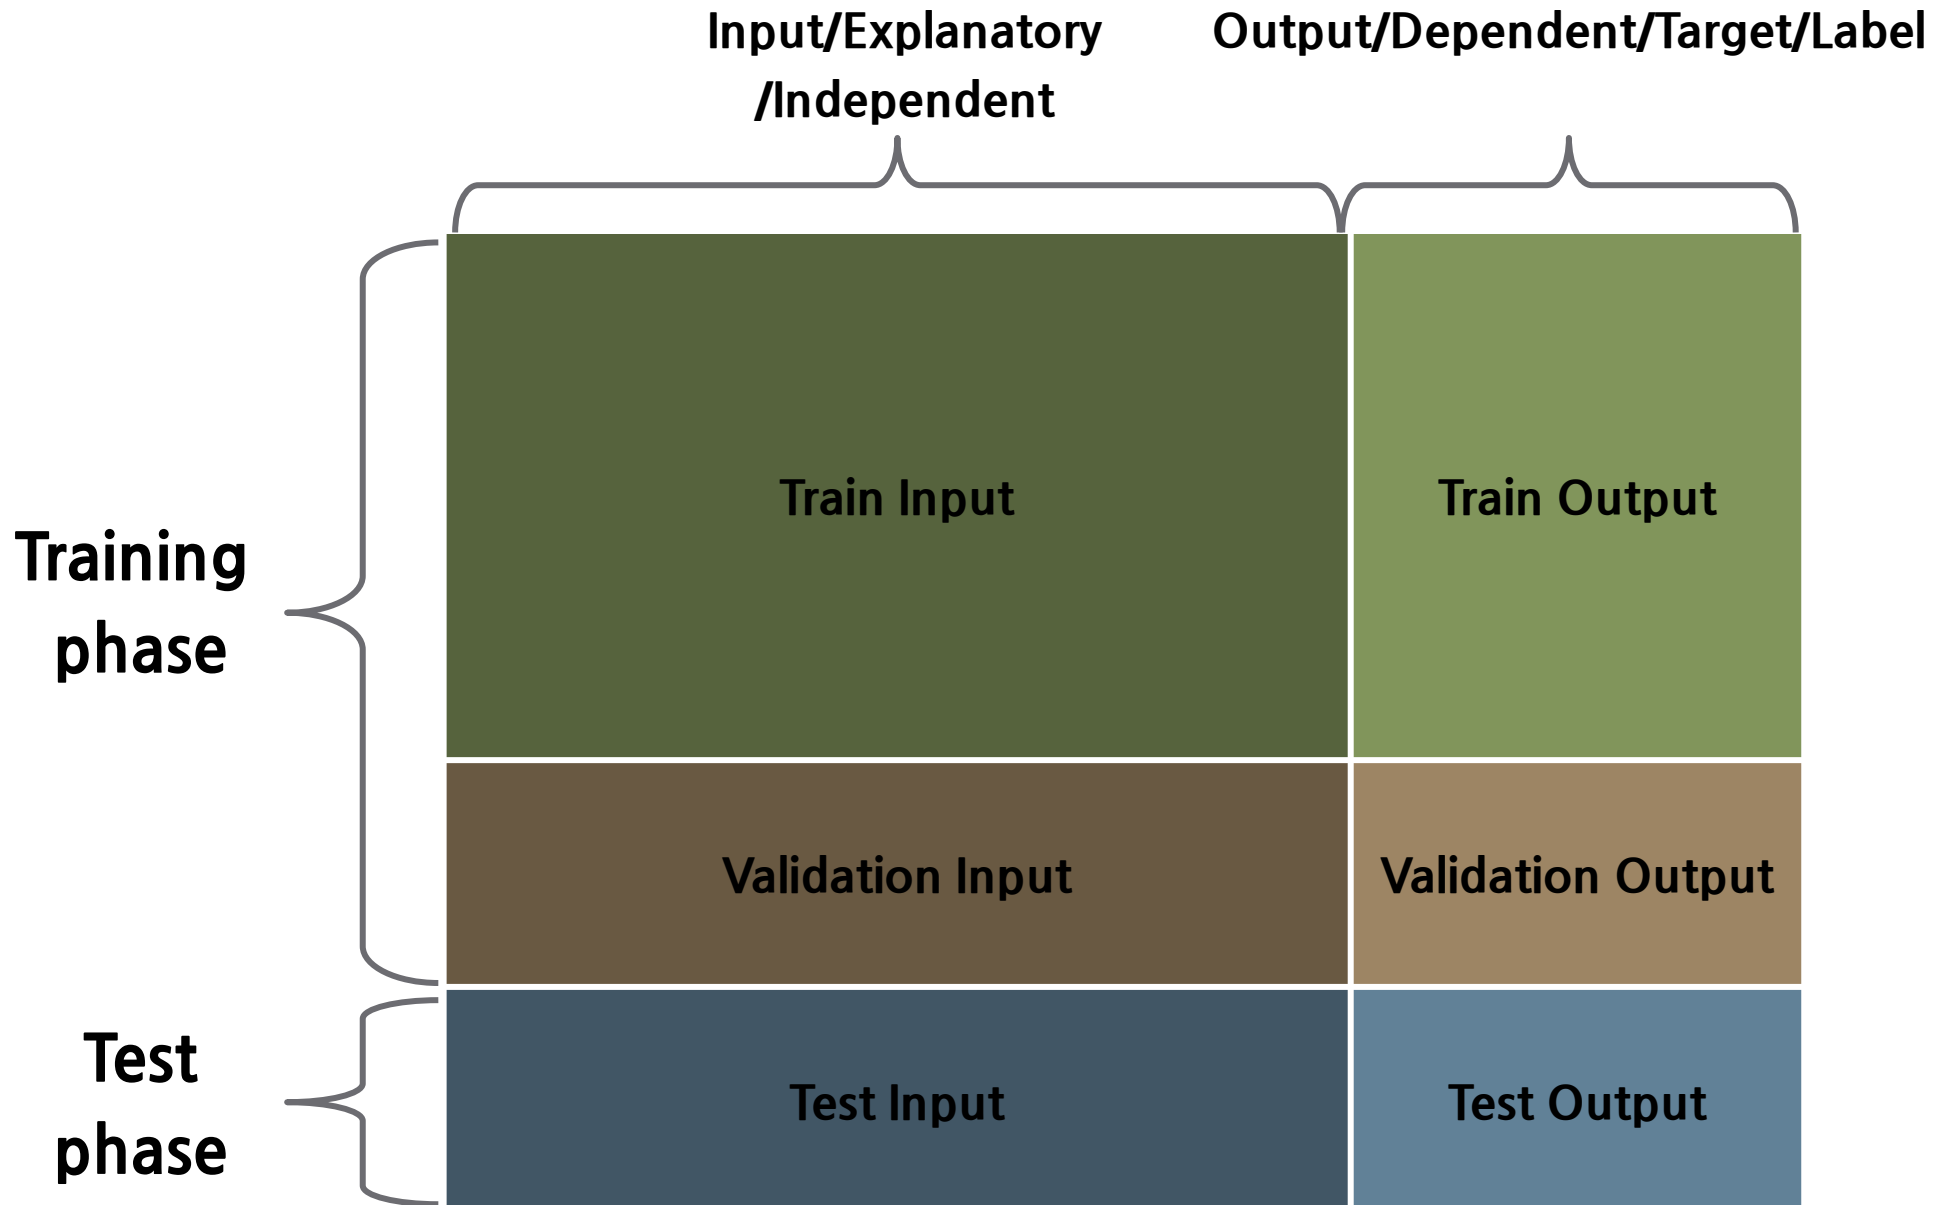 Input/Explanatory
/Independent
Output/Dependent/Target/Label
Training
phase
Train Input
Train Output
Validation Input
Validation Output
Test
phase
Test Input
Test Output